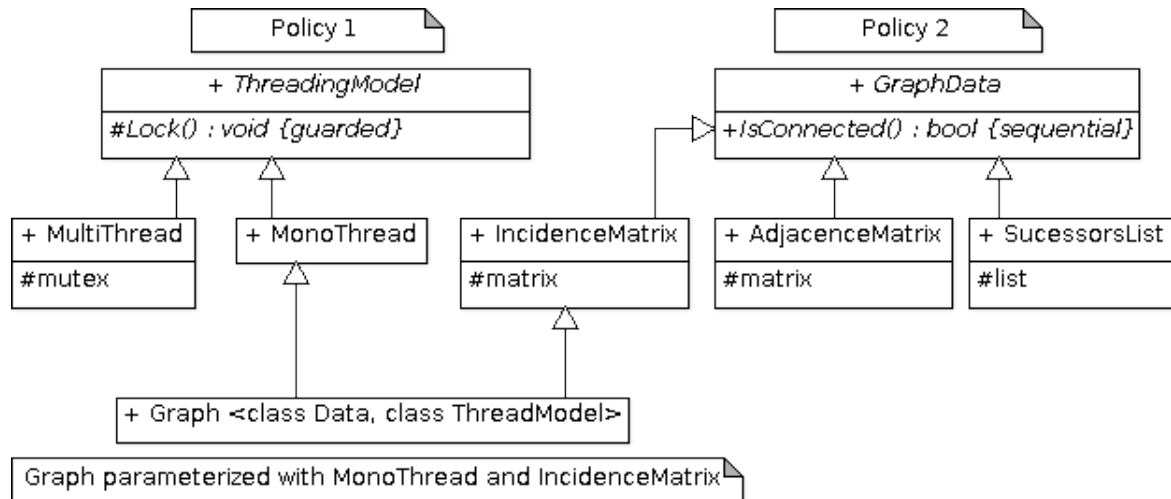 Policy 1
Policy 2
+ ThreadingModel
#Lock() : void {guarded}
+ GraphData
+IsConnected() : bool {sequential}
+ MultiThread
#mutex
+ MonoThread
+ IncidenceMatrix
#matrix
+ AdjacenceMatrix
#matrix
+ SucessorsList
#list
+ Graph <class Data, class ThreadModel>
Graph parameterized with MonoThread and IncidenceMatrix